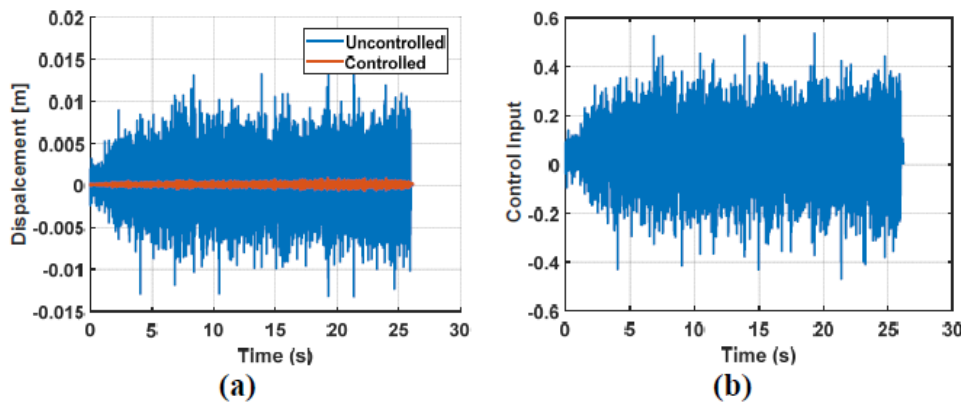 0.02
0.015
0.01
0.005
0
-0.005
-0.01
-0.015
Dispalcement [m]
Uncontrolled
Controlled
0 5 10 15 20 25 30
Time (s)
(a)
0.6
0.4
0.2
0
-0.2
-0.4
-0.6
Control Input
0 5 10 15 20 25 30
Time (s)
(b)